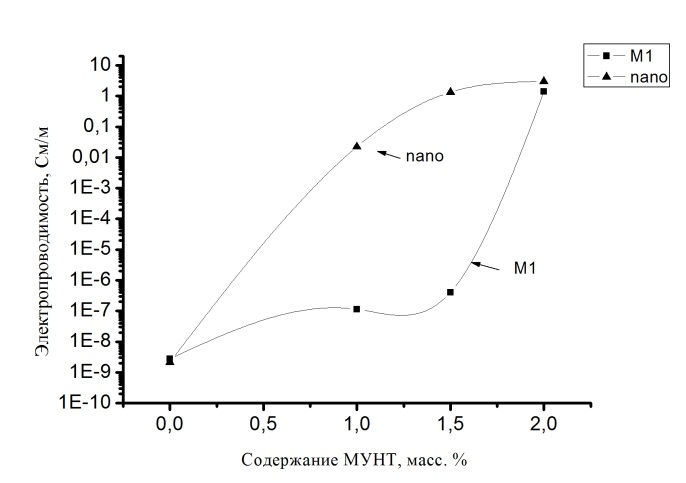 M1
nano
10
1
0,1
0,01
1E-3
1E-4
1E-5
1E-6
1E-7
1E-8
1E-9
1E-10
Электропроводимость, См/м
nano
M1
0,0 0,5 1,0 1,5 2,0
Содержание МУНТ, масс. %